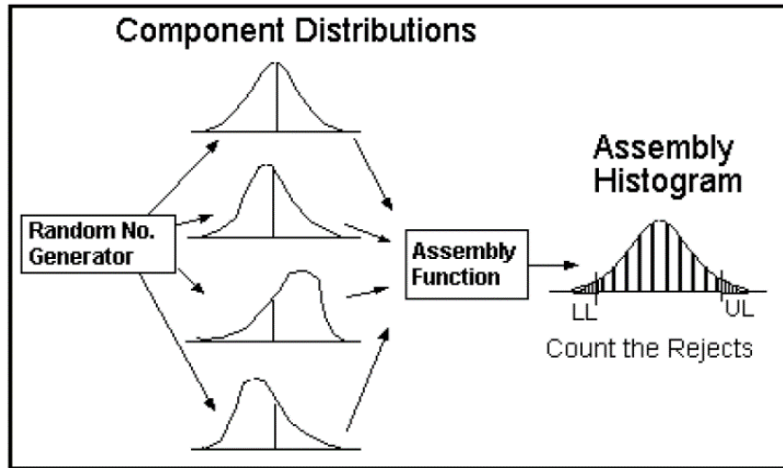 Component Distributions
Random No.
Generator
Assembly
Function
Assembly
Histogram
LL
UL
Count the Rejects